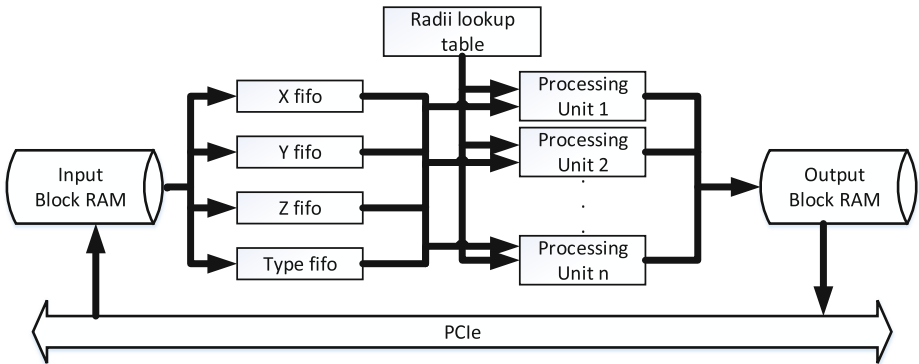 Radii lookup
table
X fifo
Y fifo
Z fifo
Type fifo
Processing
Unit 1
Processing
Unit 2
.
.
.
Processing
Unit n
Input
Block RAM
Output
Block RAM
PCIe